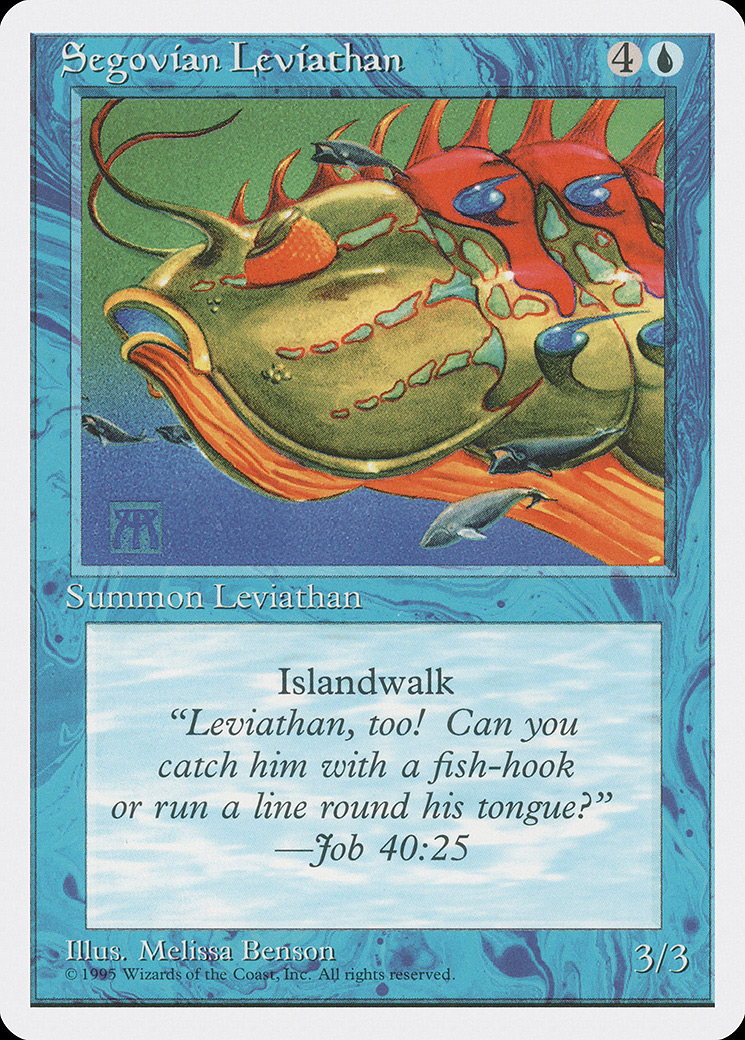 Segovian Leviathan 4
Summon Leviathan
Islandwalk
“Leviathan, too! Can you
catch him with a fish-hook
or run a line round his tongue?”
—Job 40:25
Illus. Melissa Benson
3/3
© 1995 Wizards of the Coast, Inc. All rights reserved.